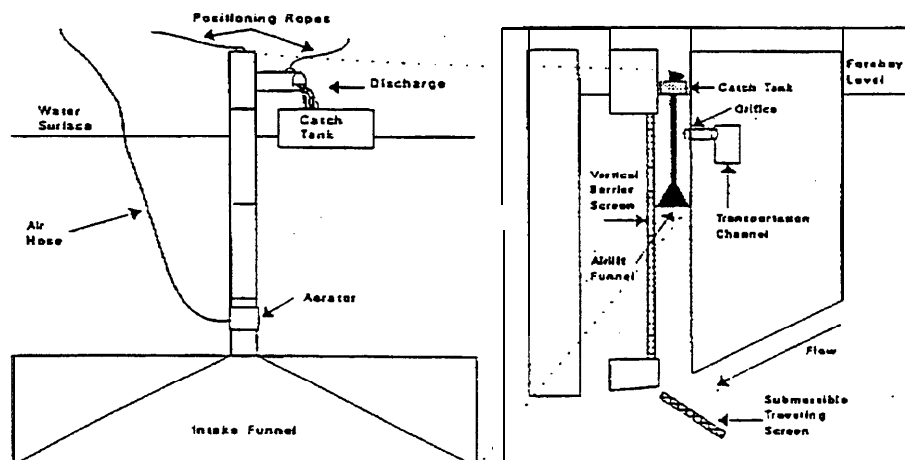 Positioning Ropes
Discharge
Water
Surface
Catch
Tank
Air
Hose
Aerator
Intake Funnel
Forebay
Level
Catch Tank
Orifice
Vertical
Barrier
Screen
Transportation
Channel
Airlift
Funnel
Flow
Submersible
Traveling
Screen